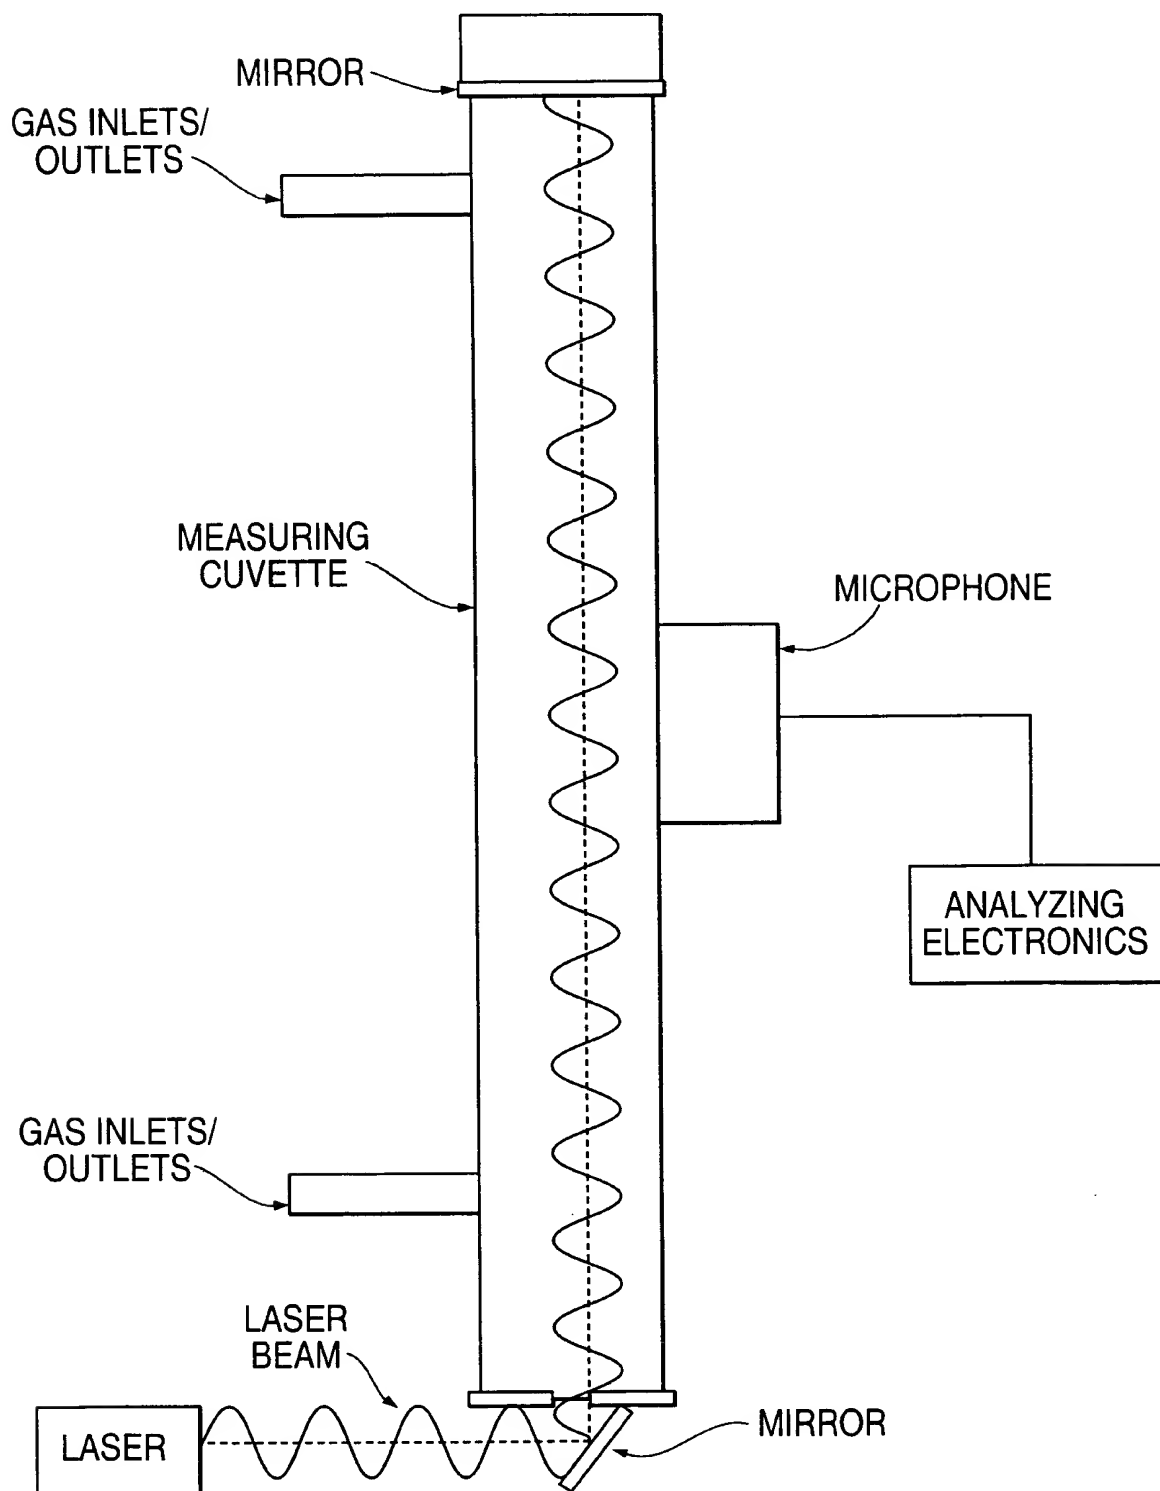 MIRROR
GAS INLETS/
OUTLETS
MEASURING
CUVETTE
MICROPHONE
ANALYZING
ELECTRONICS
GAS INLETS/
OUTLETS
LASER
BEAM
LASER
MIRROR